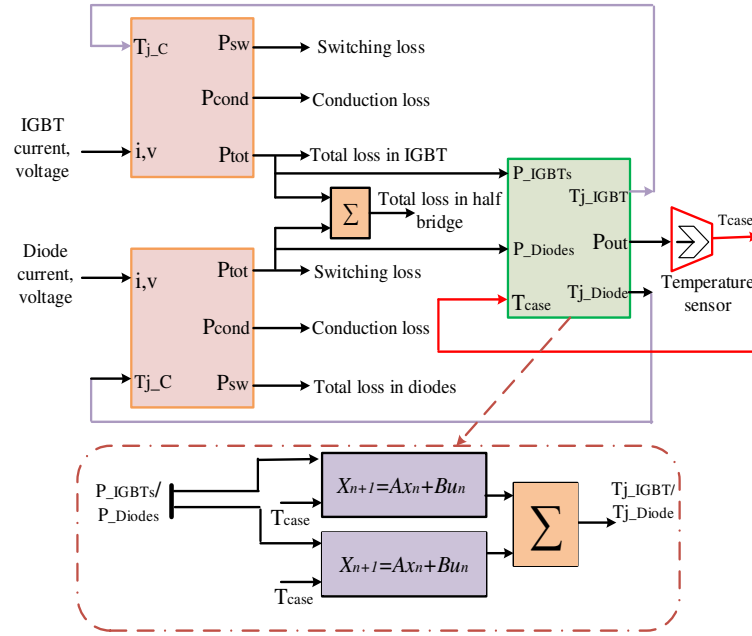 Tj_C
Psw
Switching loss
Pcond
Conduction loss
IGBT
current,
voltage
i,v
Ptot
Total loss in IGBT
Σ
Total loss in half
bridge
P_IGBTs
Tj_IGBT
P_Diodes
Pout
Tcase
Tj_Diode
Tcase
Temperature
sensor
Diode
current,
voltage
i,v
Ptot
Switching loss
Pcond
Conduction loss
Tj_C
Psw
Total loss in diodes
P_IGBTs/
P_Diodes
Xn+1=Axn+Bun
Tcase
Xn+1=Axn+Bun
Tcase
Σ
Tj_IGBT/
Tj_Diode